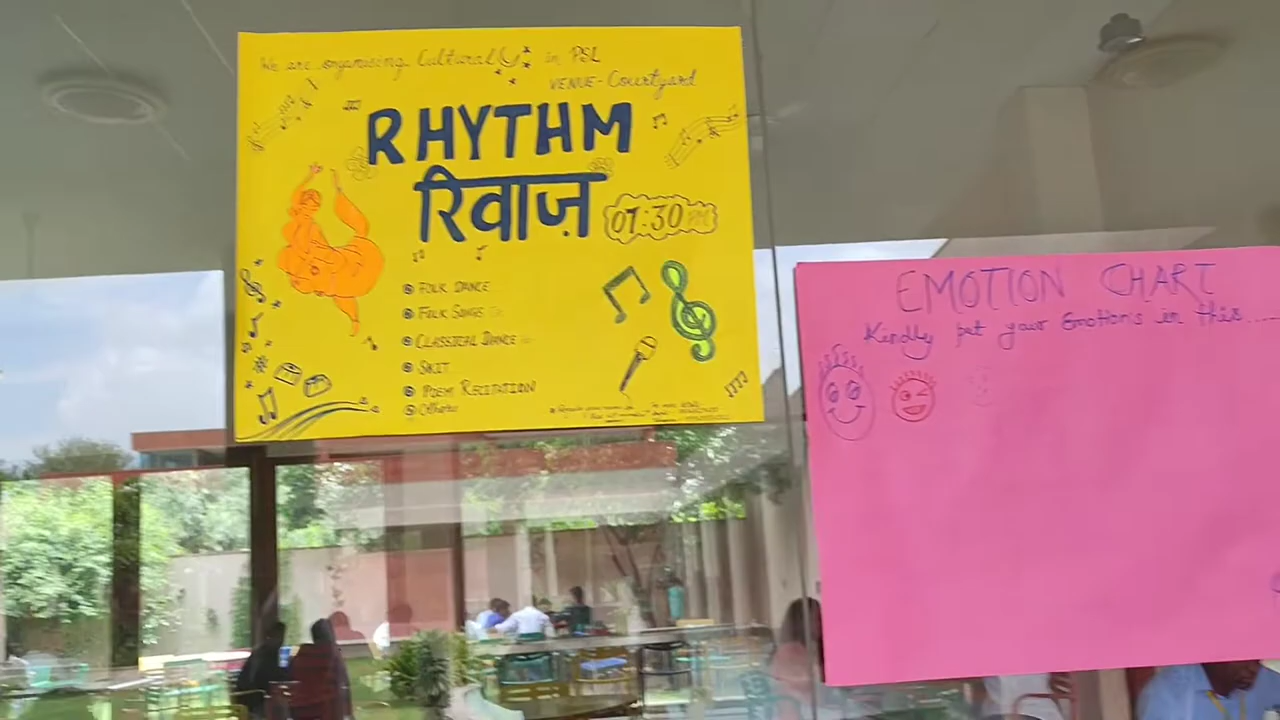 We are organising Cultural in PSL
VENUE - Courtyard
RHYTHM
रिवाज़
01:30 PM
FOLK DANCE
FOLK SONGS
CLASSICAL DANCE
SKIT
POEM RECITATION
Others
EMOTION CHART
Kindly put your Emotions in this....